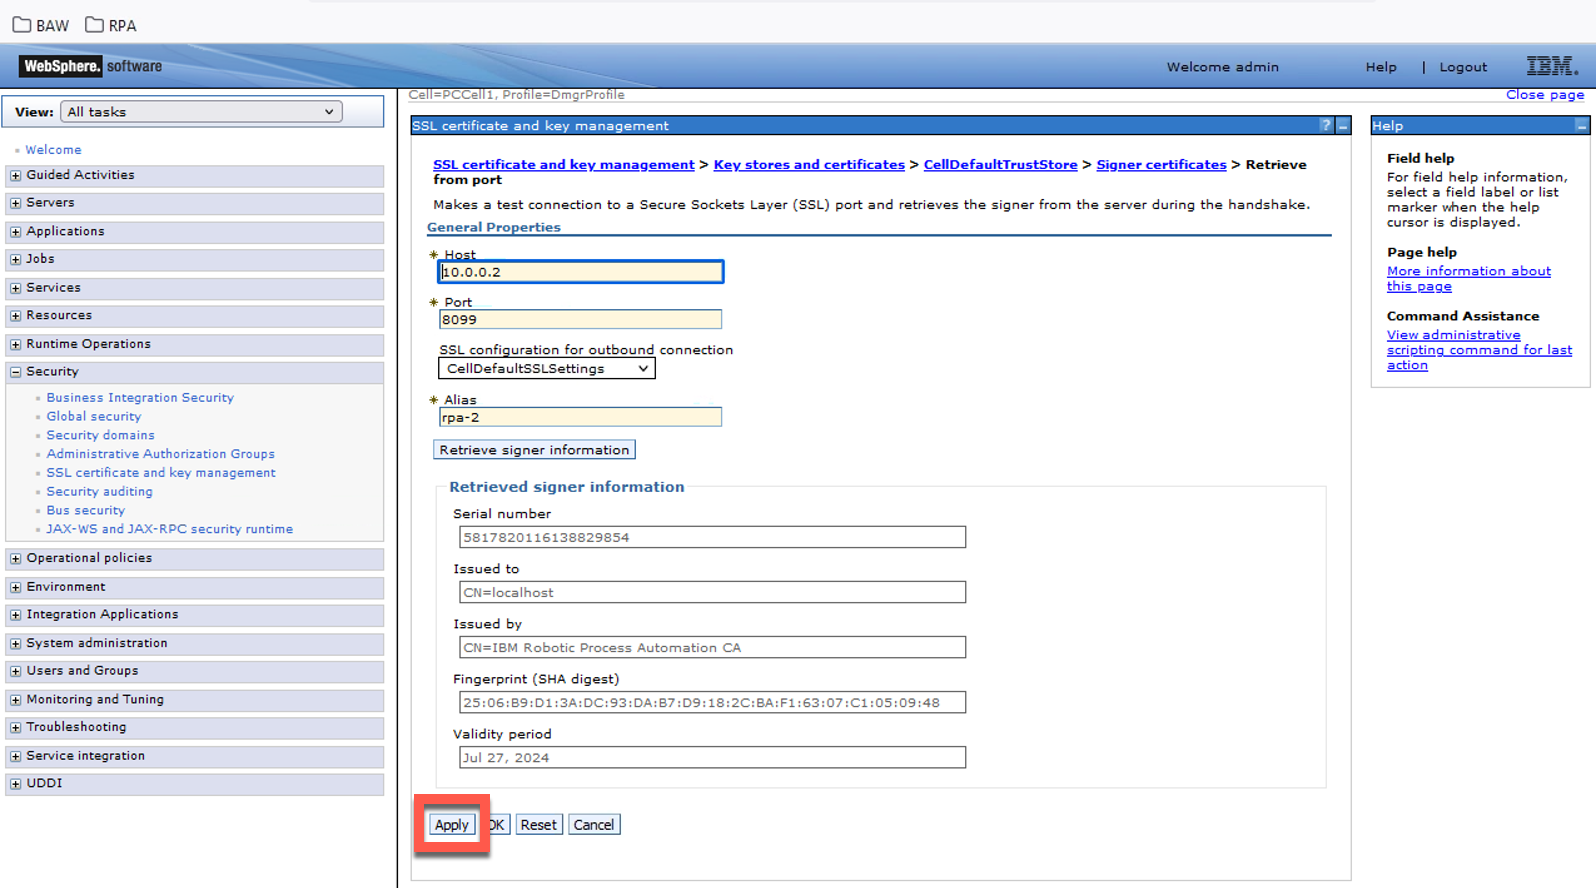 BAW RPA
WebSphere. software
Welcome admin Help | Logout IBM.
Cell=PCCell1, Profile=DmgrProfile
Close page
View: All tasks
Welcome
Guided Activities
Servers
Applications
Jobs
Services
Resources
Runtime Operations
Security
Business Integration Security
Global security
Security domains
Administrative Authorization Groups
SSL certificate and key management
Security auditing
Bus security
JAX-WS and JAX-RPC security runtime
Operational policies
Environment
Integration Applications
System administration
Users and Groups
Monitoring and Tuning
Troubleshooting
Service integration
UDDI
SSL certificate and key management ? _
SSL certificate and key management > Key stores and certificates > CellDefaultTrustStore > Signer certificates > Retrieve
from port
Makes a test connection to a Secure Sockets Layer (SSL) port and retrieves the signer from the server during the handshake.
General Properties
* Host
10.0.0.2
* Port
8099
SSL configuration for outbound connection
CellDefaultSSLSettings
* Alias
rpa-2
Retrieve signer information
Retrieved signer information
Serial number
5817820116138829854
Issued to
CN=localhost
Issued by
CN=IBM Robotic Process Automation CA
Fingerprint (SHA digest)
25:06:B9:D1:3A:DC:93:DA:B7:D9:18:2C:BA:F1:63:07:C1:05:09:48
Validity period
Jul 27, 2024
Apply OK Reset Cancel
Help
Field help
For field help information,
select a field label or list
marker when the help
cursor is displayed.
Page help
More information about
this page
Command Assistance
View administrative
scripting command for last
action